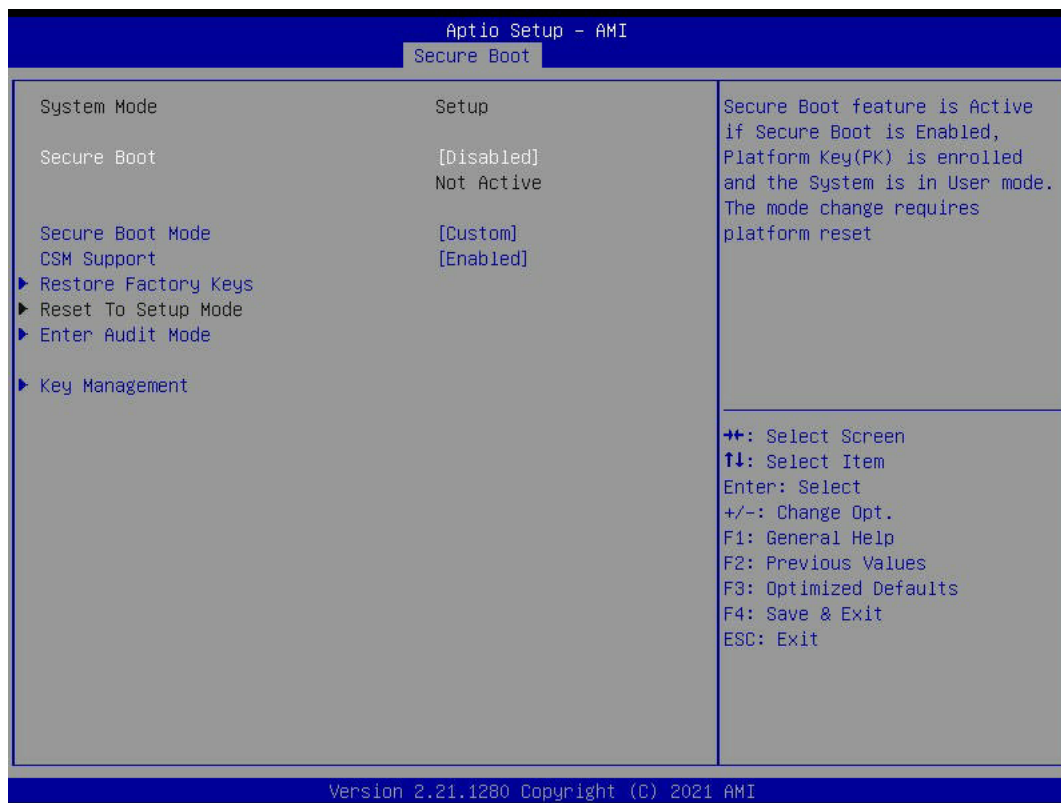 Aptio Setup – AMI
Secure Boot
System Mode Setup
Secure Boot [Disabled]
Not Active
Secure Boot Mode [Custom]
CSM Support [Enabled]
▶ Restore Factory Keys
▶ Reset To Setup Mode
▶ Enter Audit Mode
▶ Key Management
Secure Boot feature is Active
if Secure Boot is Enabled,
Platform Key(PK) is enrolled
and the System is in User mode.
The mode change requires
platform reset
→←: Select Screen
↑↓: Select Item
Enter: Select
+/-: Change Opt.
F1: General Help
F2: Previous Values
F3: Optimized Defaults
F4: Save & Exit
ESC: Exit
Version 2.21.1280 Copyright (C) 2021 AMI